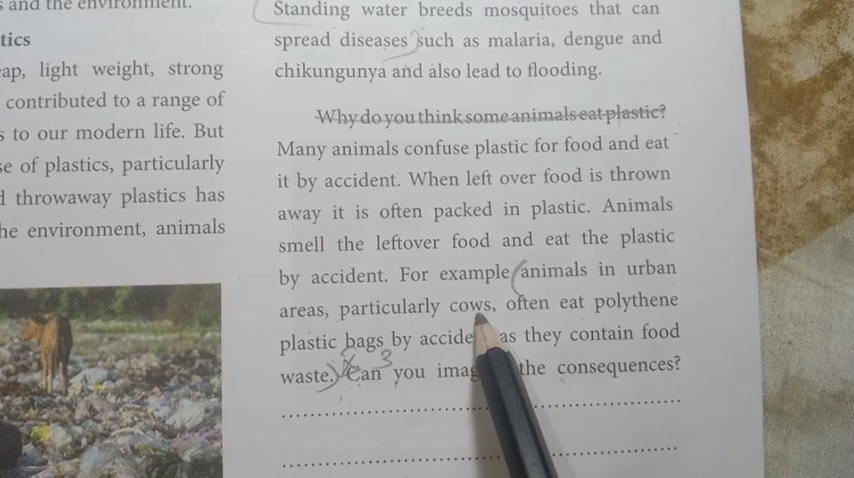 s and the environment.
tics
ap, light weight, strong
contributed to a range of
s to our modern life. But
se of plastics, particularly
d throwaway plastics has
he environment, animals
Standing water breeds mosquitoes that can
spread diseases such as malaria, dengue and
chikungunya and also lead to flooding.
Why do you think some animals eat plastic?
Many animals confuse plastic for food and eat
it by accident. When left over food is thrown
away it is often packed in plastic. Animals
smell the leftover food and eat the plastic
by accident. For example animals in urban
areas, particularly cows, often eat polythene
plastic bags by accide as they contain food
waste. Can 3 you imag the consequences?